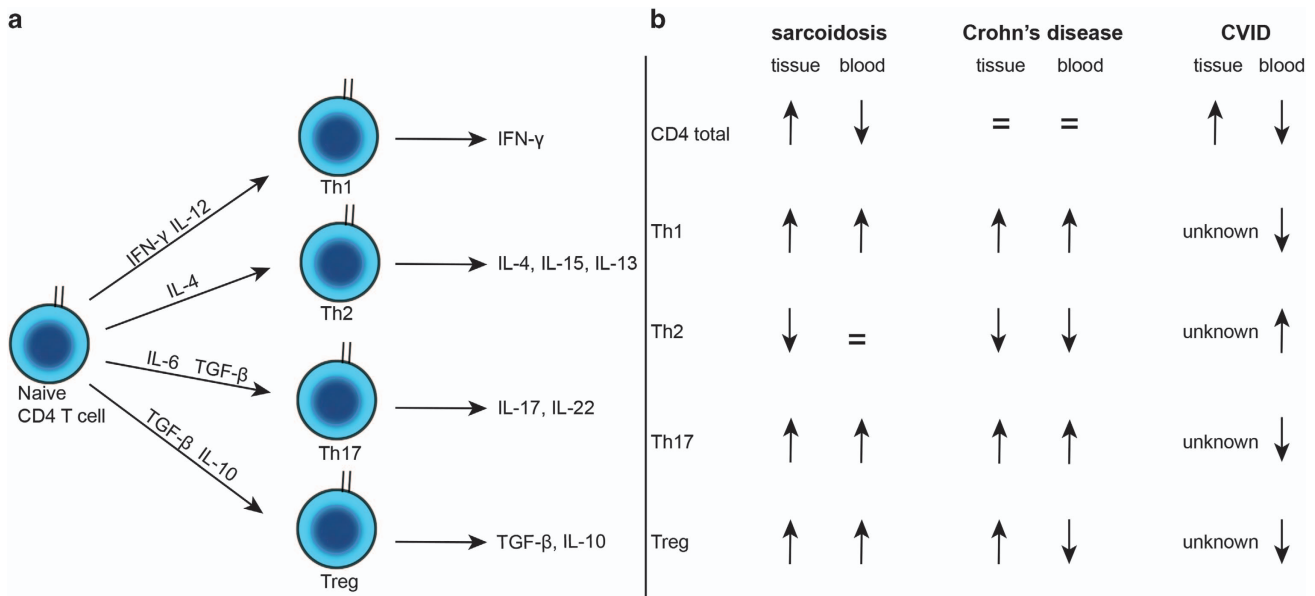 a
IFN-γ IL-12
IL-4
IL-6 TGF-β
TGF-β IL-10
Naive
CD4 T cell
Th1
IFN-γ
Th2
IL-4, IL-15, IL-13
Th17
IL-17, IL-22
Treg
TGF-β, IL-10
b
sarcoidosis Crohn's disease CVID
tissue blood tissue blood tissue blood
CD4 total ↑ ↓ = = ↑ ↓
Th1 ↑ ↑ ↑ ↑ unknown ↓
Th2 ↓ = ↓ ↓ unknown ↑
Th17 ↑ ↑ ↑ ↑ unknown ↓
Treg ↑ ↑ ↑ ↓ unknown ↓